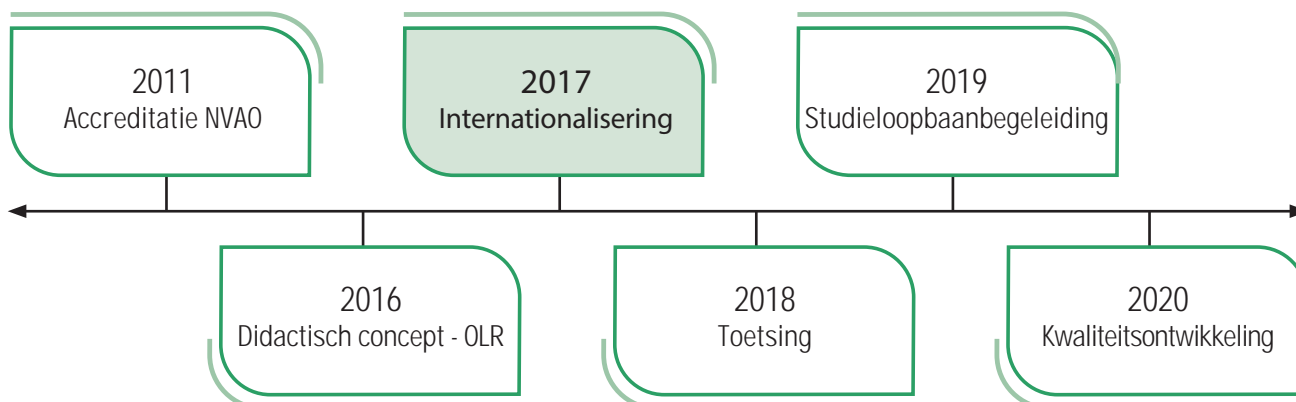 2011
Accreditatie NVAO
2017
Internationalisering
2019
Studieloopbaanbegeleiding
2016
Didactisch concept - OLR
2018
Toetsing
2020
Kwaliteitsontwikkeling